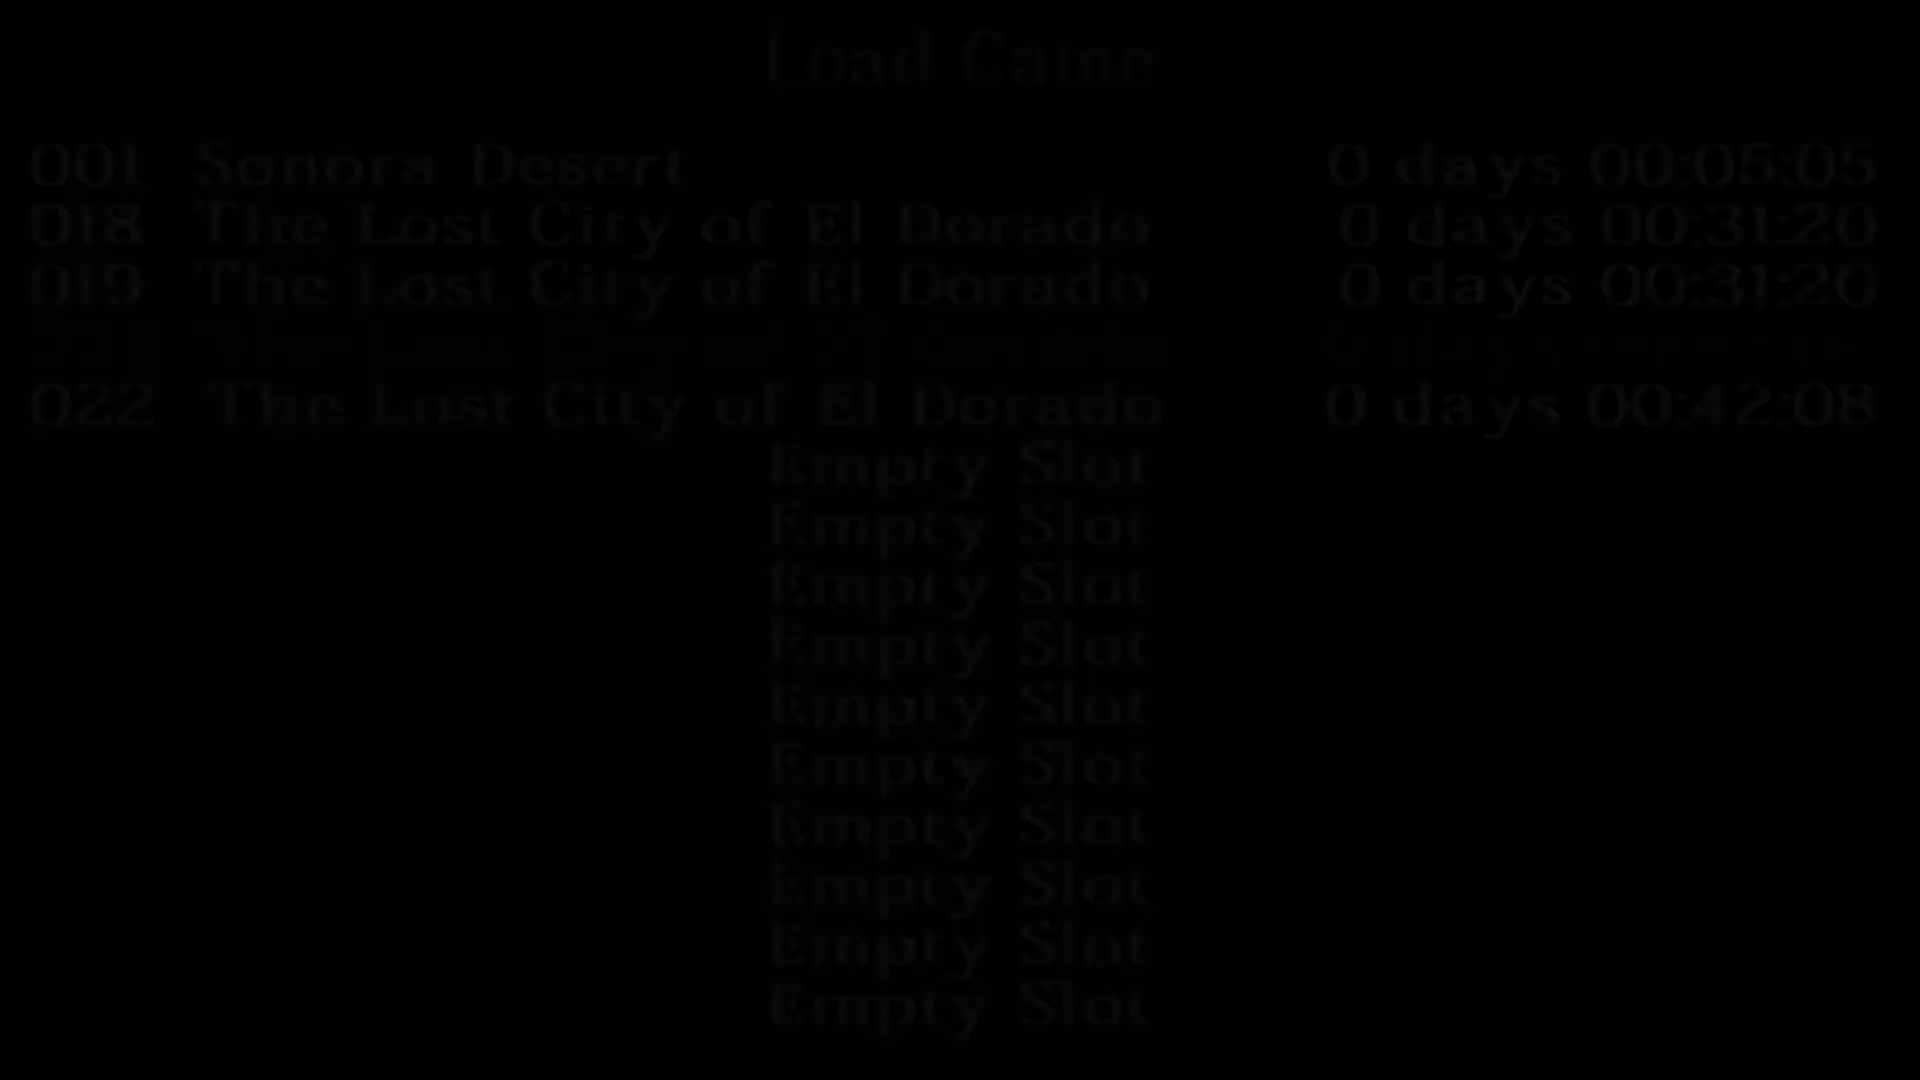 Load Game
001 Sonora Desert 0 days 00:05:05
018 The Lost City of El Dorado 0 days 00:31:20
019 The Lost City of El Dorado 0 days 00:31:20
0 days
022 The Lost City of El Dorado 0 days 00:42:08
Empty Slot
Empty Slot
Empty Slot
Empty Slot
Empty Slot
Empty Slot
Empty Slot
Empty Slot
Empty Slot
Empty Slot